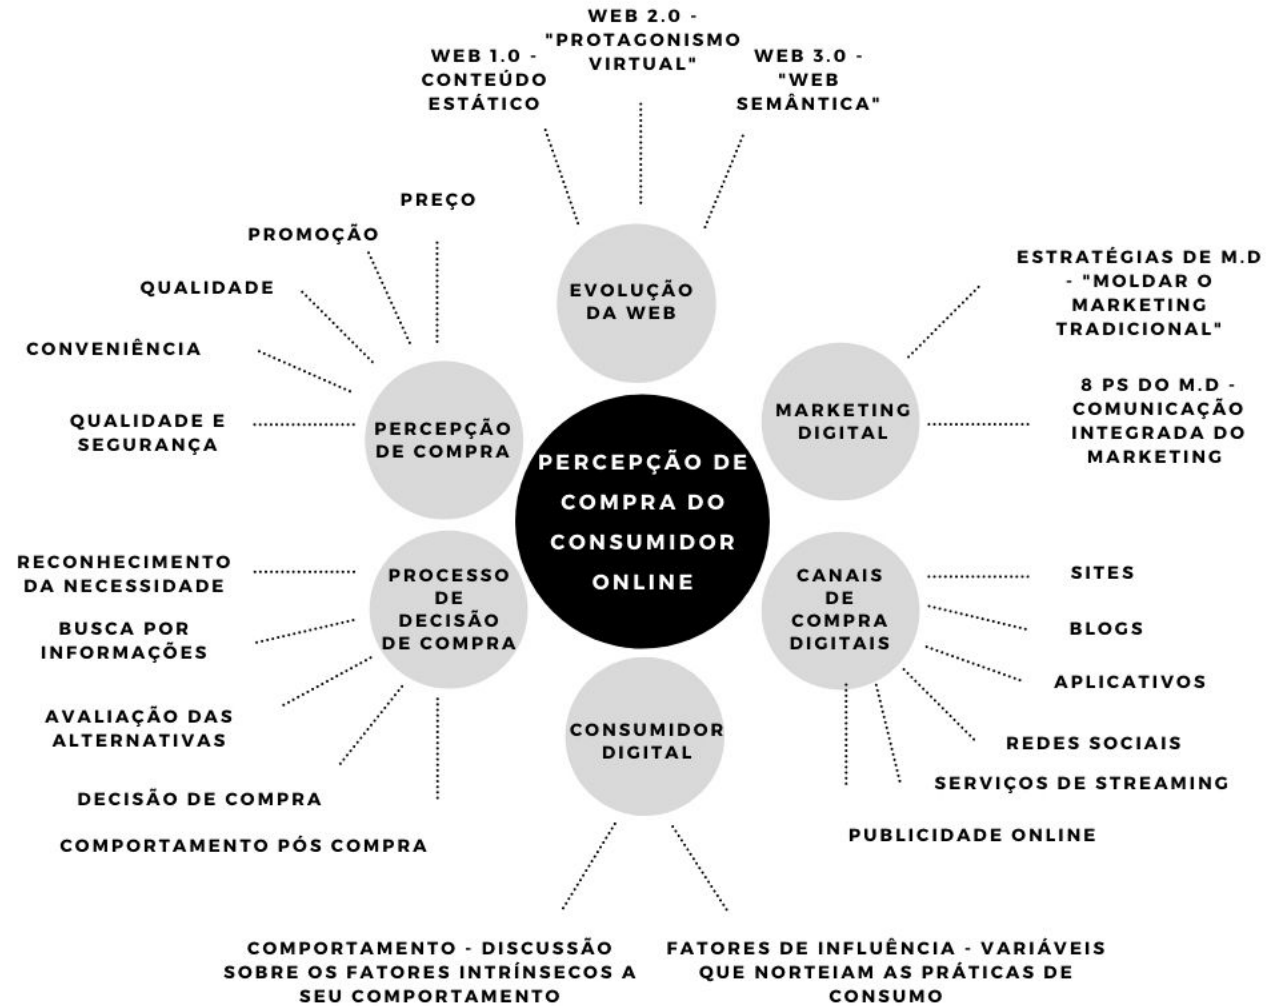 WEB 1.0 -
CONTEÚDO
ESTÁTICO
WEB 2.0 -
"PROTAGONISMO
VIRTUAL"
WEB 3.0 -
"WEB
SEMÂNTICA"
EVOLUÇÃO
DA WEB
PREÇO
PROMOÇÃO
QUALIDADE
CONVENIÊNCIA
QUALIDADE E
SEGURANÇA
PERCEPÇÃO
DE COMPRA
ESTRATÉGIAS DE M.D
- "MOLDAR O
MARKETING
TRADICIONAL"
8 PS DO M.D -
COMUNICAÇÃO
INTEGRADA DO
MARKETING
MARKETING
DIGITAL
PERCEPÇÃO DE
COMPRA DO
CONSUMIDOR
ONLINE
RECONHECIMENTO
DA NECESSIDADE
BUSCA POR
INFORMAÇÕES
AVALIAÇÃO DAS
ALTERNATIVAS
DECISÃO DE COMPRA
COMPORTAMENTO PÓS COMPRA
PROCESSO
DE
DECISÃO
DE COMPRA
CANAIS
DE
COMPRA
DIGITAIS
SITES
BLOGS
APLICATIVOS
REDES SOCIAIS
SERVIÇOS DE STREAMING
PUBLICIDADE ONLINE
CONSUMIDOR
DIGITAL
COMPORTAMENTO - DISCUSSÃO
SOBRE OS FATORES INTRÍNSECOS A
SEU COMPORTAMENTO
FATORES DE INFLUÊNCIA - VARIÁVEIS
QUE NORTEIAM AS PRÁTICAS DE
CONSUMO